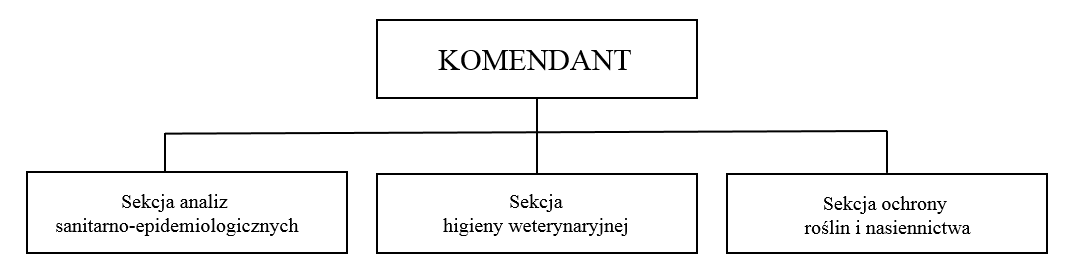 KOMENDANT
Sekcja analiz
sanitarno-epidemiologicznych
Sekcja
higieny weterynaryjnej
Sekcja ochrony
roślin i nasiennictwa